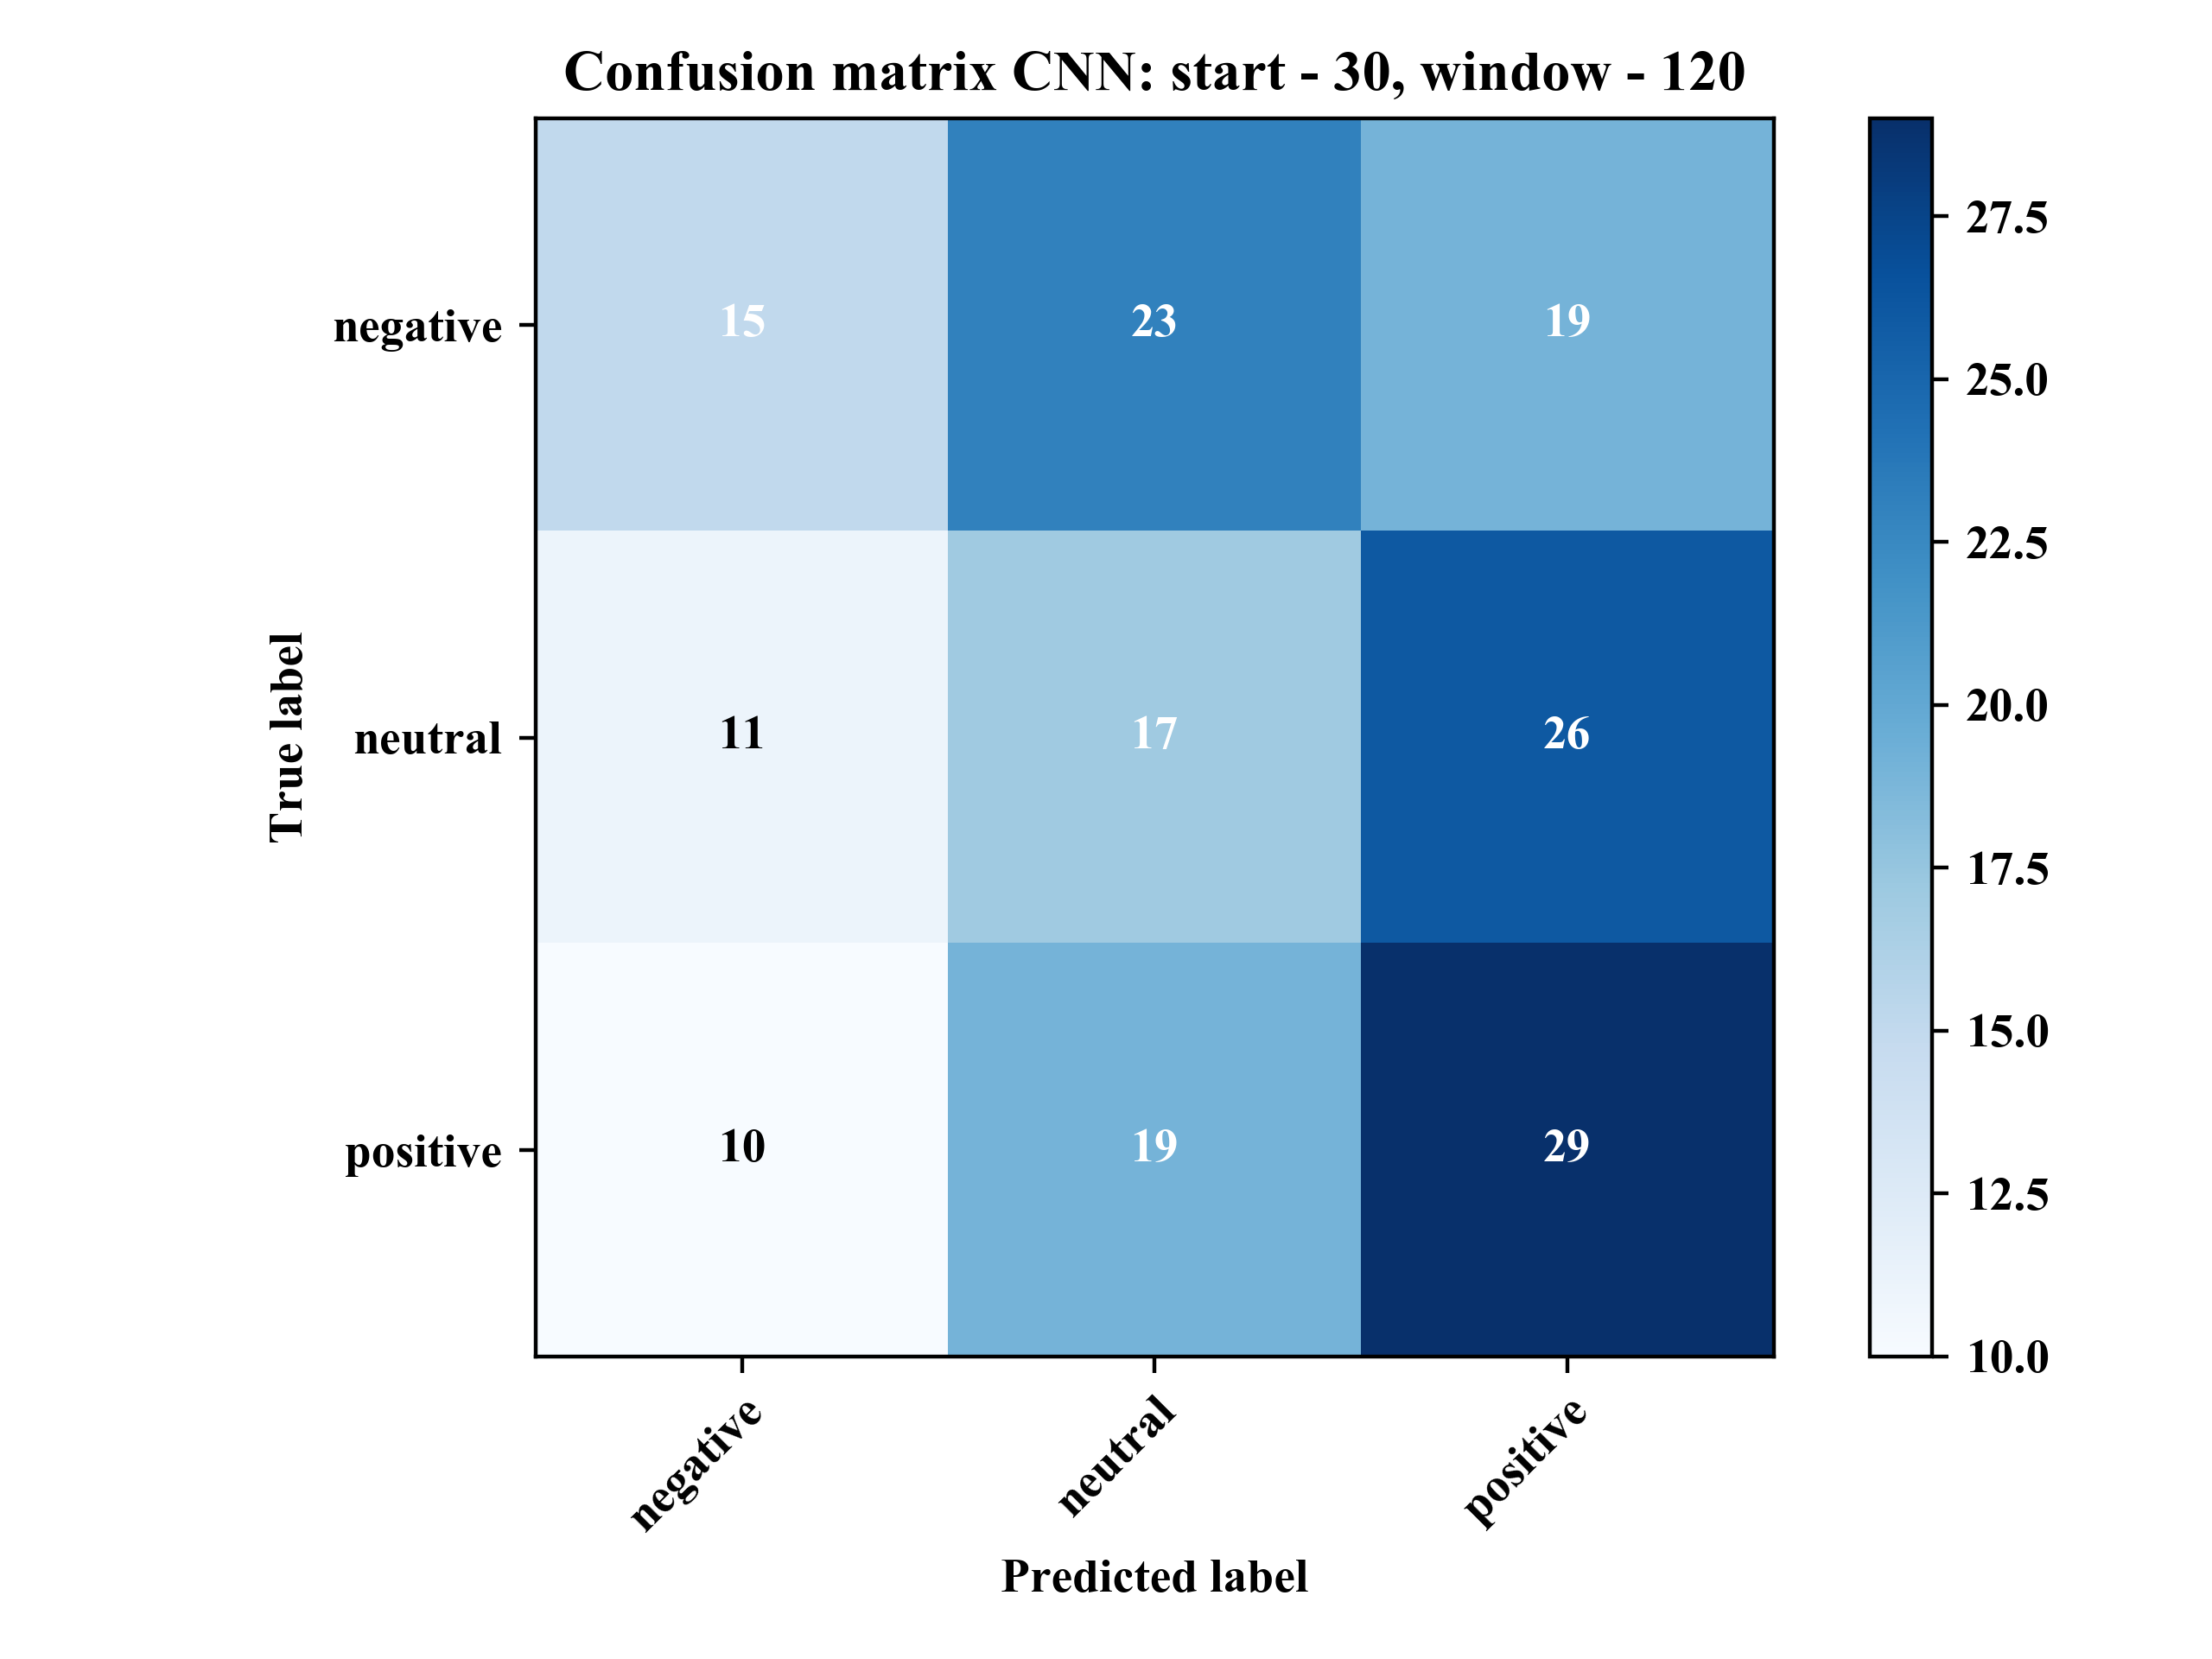 Confusion matrix CNN: start - 30, window - 120
True label
negative
15 23 19
neutral
11 17 26
positive
10 19 29
negative
neutral
positive
Predicted label
27.5
25.0
22.5
20.0
17.5
15.0
12.5
10.0